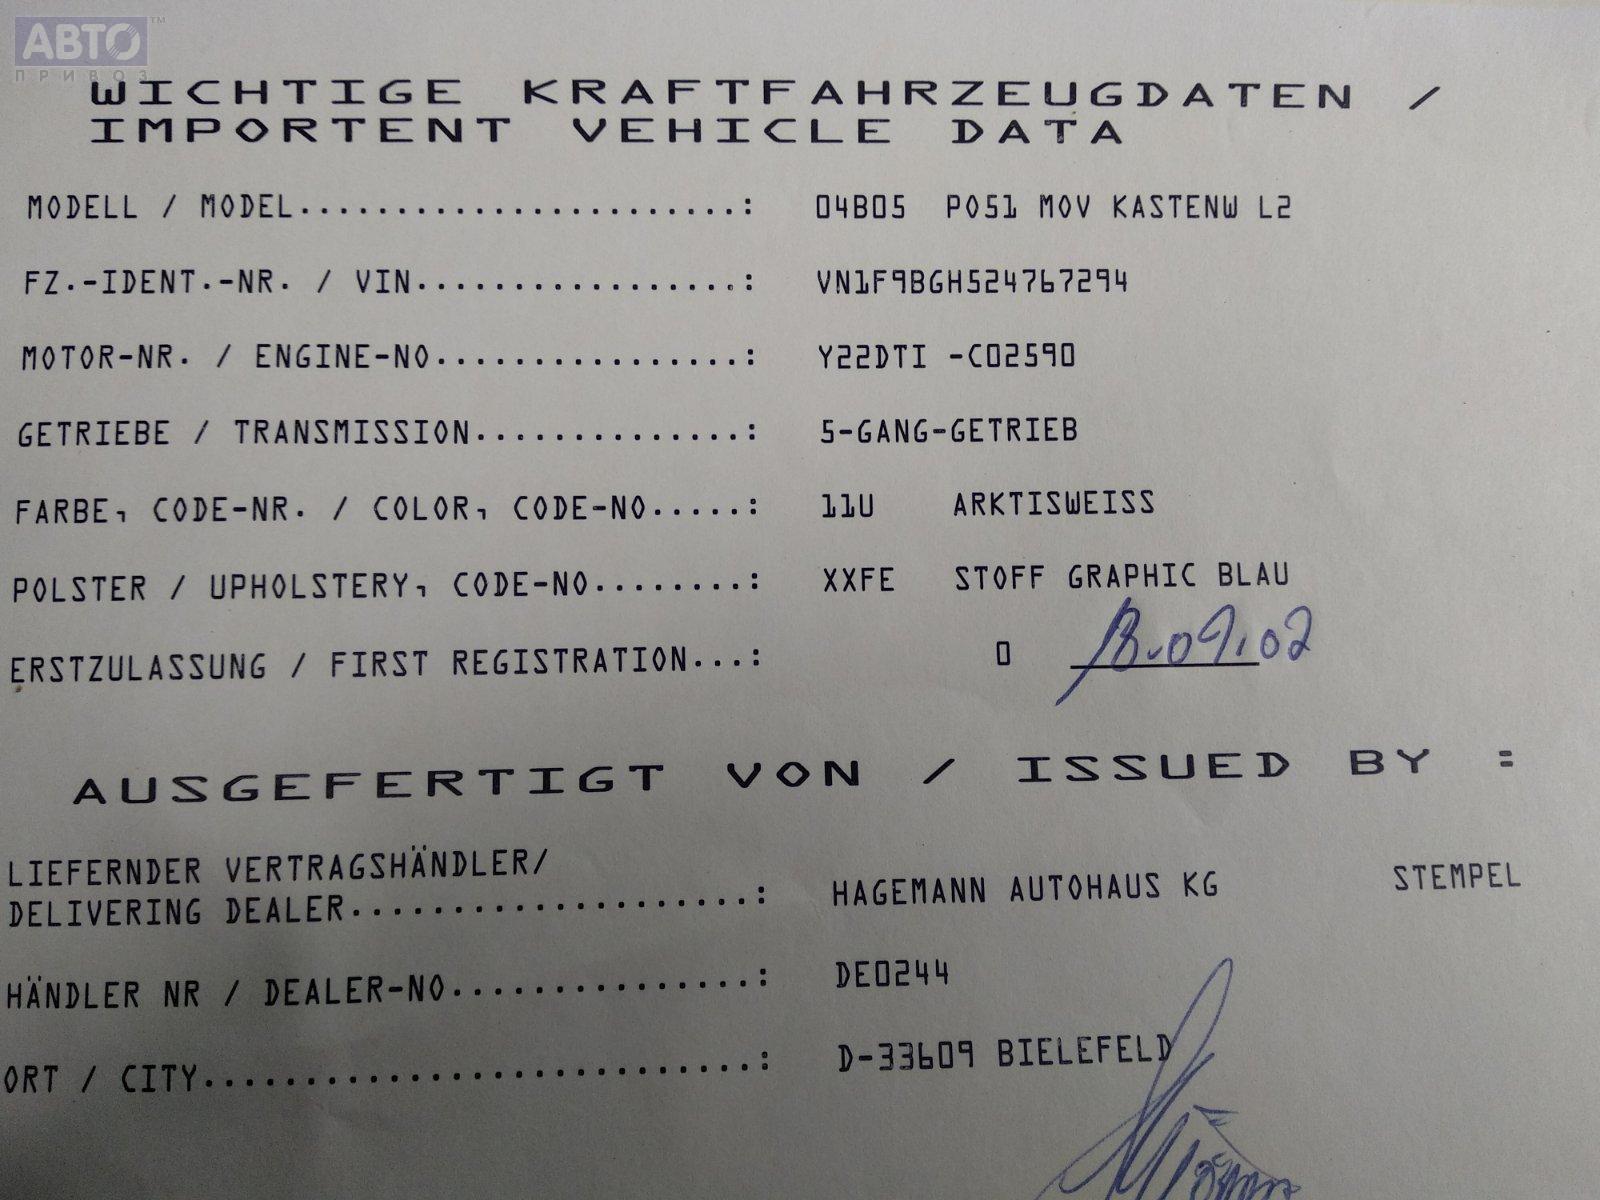 АВТО™
ПРИВОЗ
WICHTIGE KRAFTFAHRZEUGDATEN /
IMPORTENT VEHICLE DATA
MODELL / MODEL........................: 04B05 P051 MOV KASTENW L2
FZ.-IDENT.-NR. / VIN..................: VN1F9BGH524767294
MOTOR-NR. / ENGINE-NO.................: Y22DTI -C02590
GETRIEBE / TRANSMISSION...............: 5-GANG-GETRIEB
FARBE, CODE-NR. / COLOR, CODE-NO.....: 11U ARKTISWEISS
POLSTER / UPHOLSTERY, CODE-NO........: XXFE STOFF GRAPHIC BLAU
ERSTZULASSUNG / FIRST REGISTRATION...: 0 18.09.02
AUSGEFERTIGT VON / ISSUED BY :
LIEFERNDER VERTRAGSHÄNDLER/
DELIVERING DEALER.....................: HAGEMANN AUTOHAUS KG STEMPEL
HÄNDLER NR / DEALER-NO................: DE0244
ORT / CITY............................: D-33609 BIELEFELD